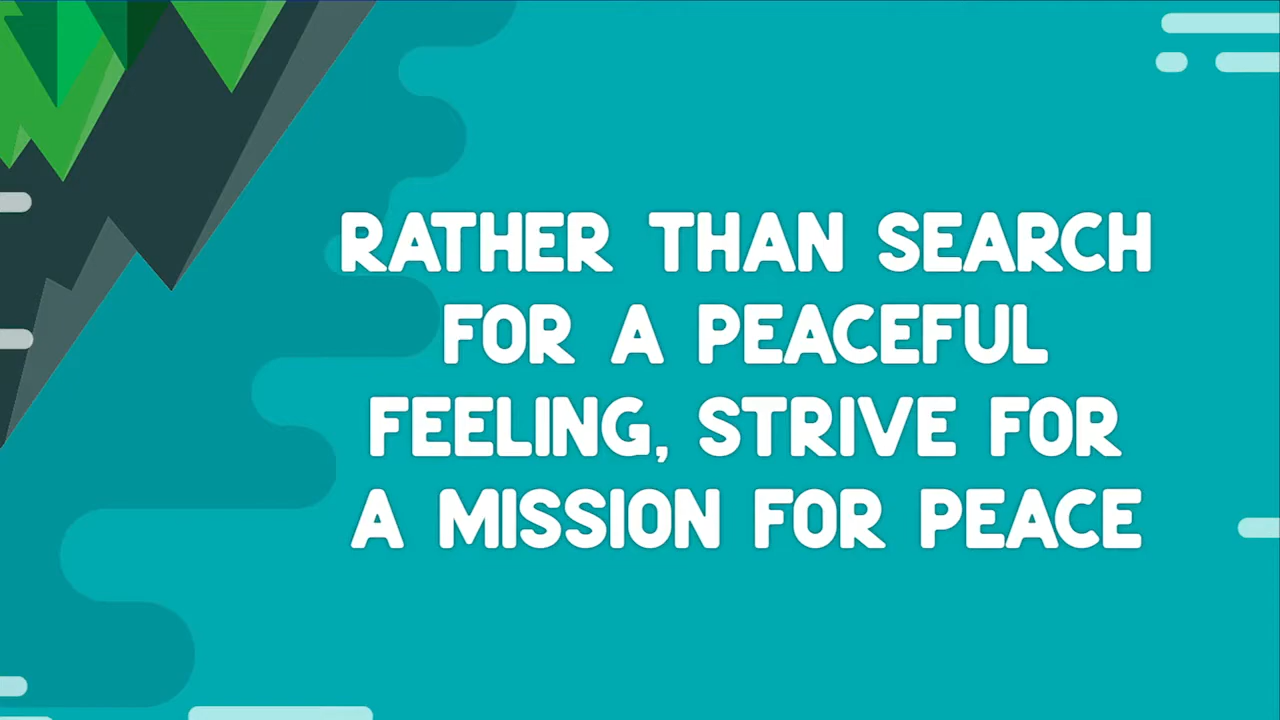 RATHER THAN SEARCH
FOR A PEACEFUL
FEELING, STRIVE FOR
A MISSION FOR PEACE